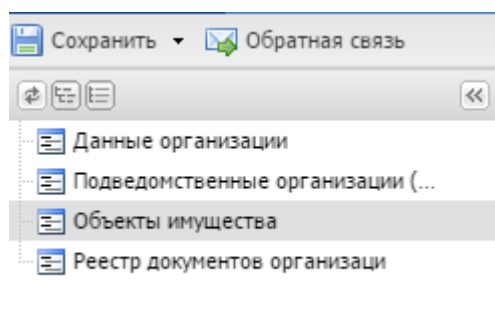 Сохранить Обратная связь
Данные организации
Подведомственные организации (...
Объекты имущества
Реестр документов организаци